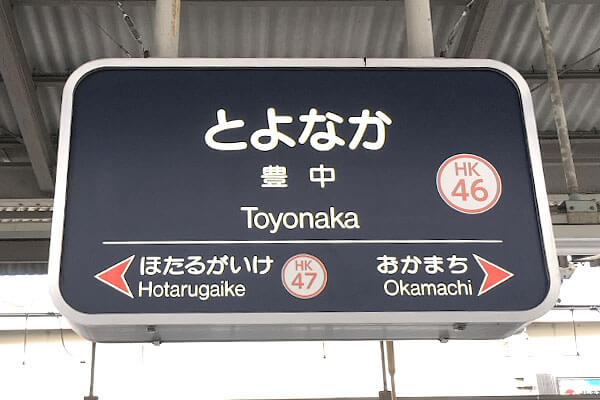 とよなか
豊中
Toyonaka
HK
46
ほたるがいけ
Hotarugaike
HK
47
おかまち
Okamachi